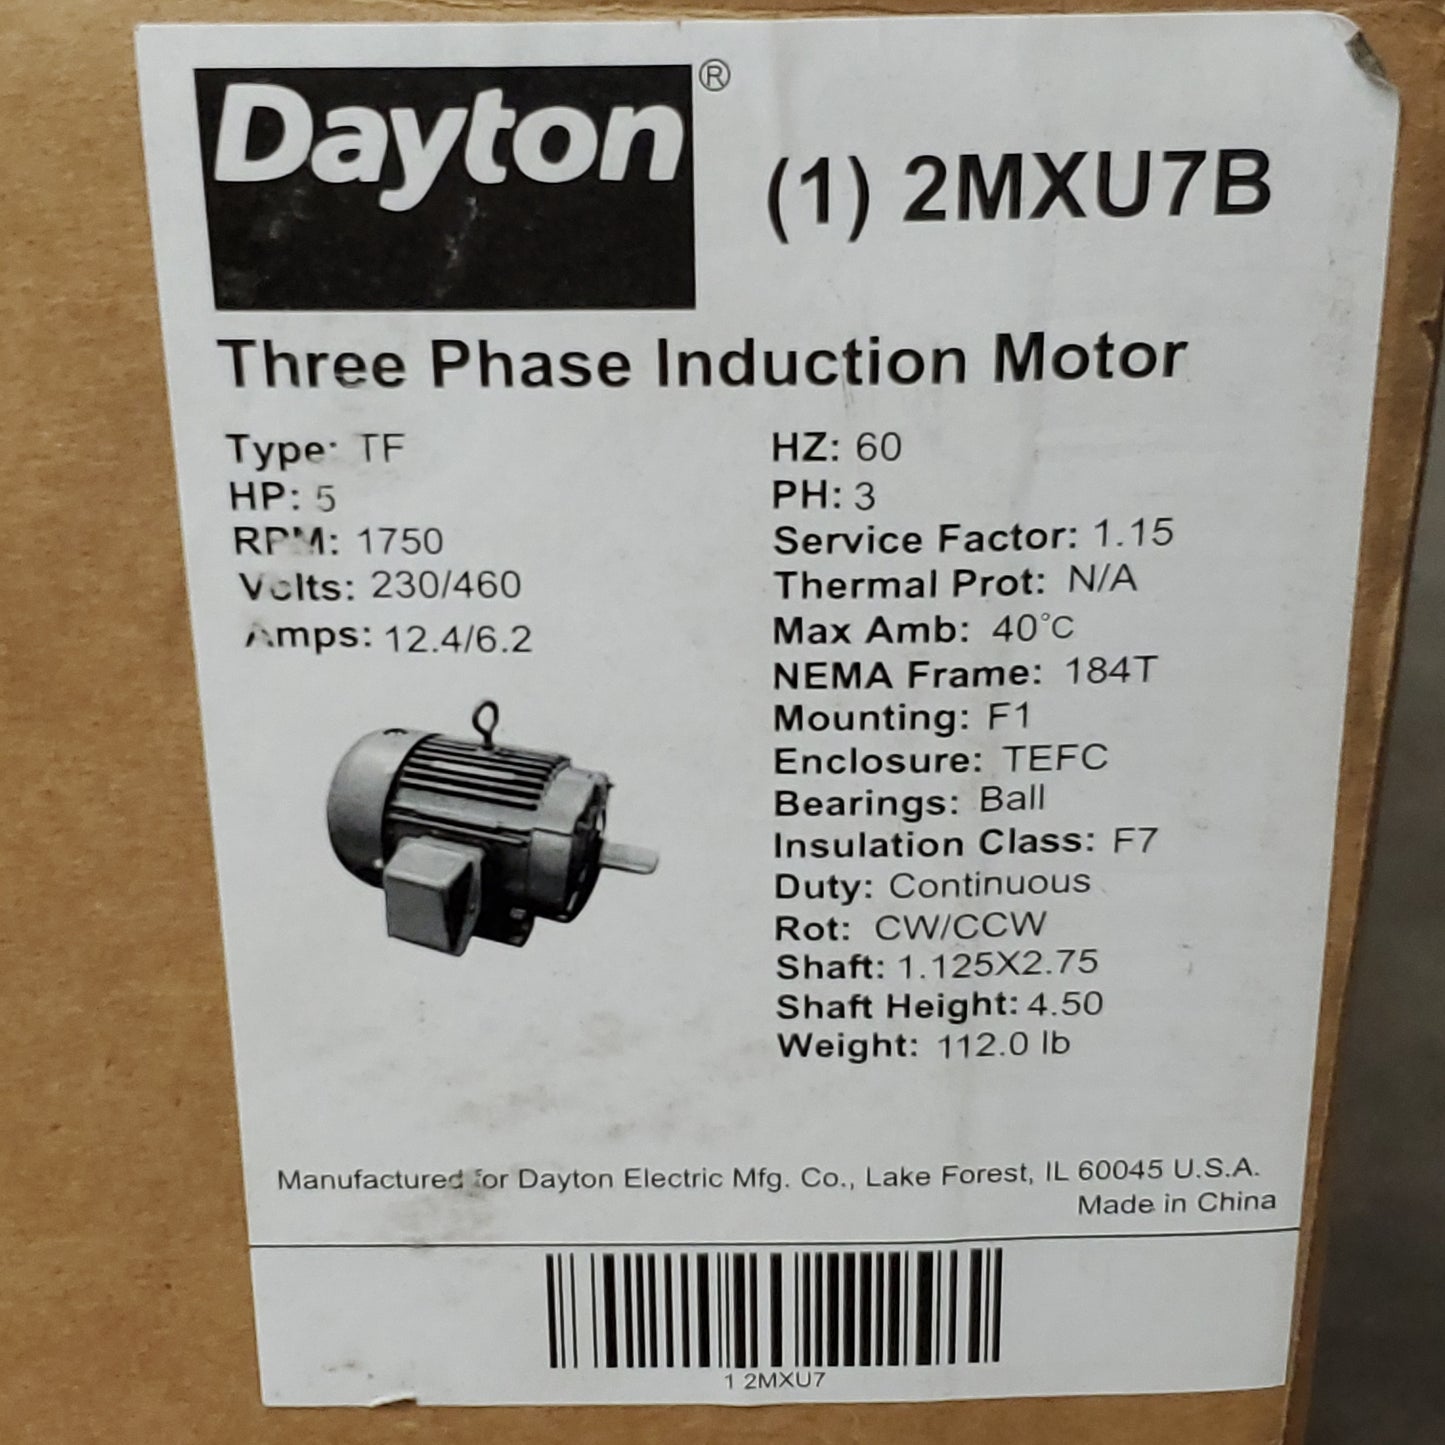 Dayton®
(1) 2MXU7B
Three Phase Induction Motor
Type: TF
HP: 5
RPM: 1750
Volts: 230/460
Amps: 12.4/6.2
HZ: 60
PH: 3
Service Factor: 1.15
Thermal Prot: N/A
Max Amb: 40°C
NEMA Frame: 184T
Mounting: F1
Enclosure: TEFC
Bearings: Ball
Insulation Class: F7
Duty: Continuous
Rot: CW/CCW
Shaft: 1.125X2.75
Shaft Height: 4.50
Weight: 112.0 lb
Manufactured for Dayton Electric Mfg. Co., Lake Forest, IL 60045 U.S.A.
Made in China
1 2MXU7